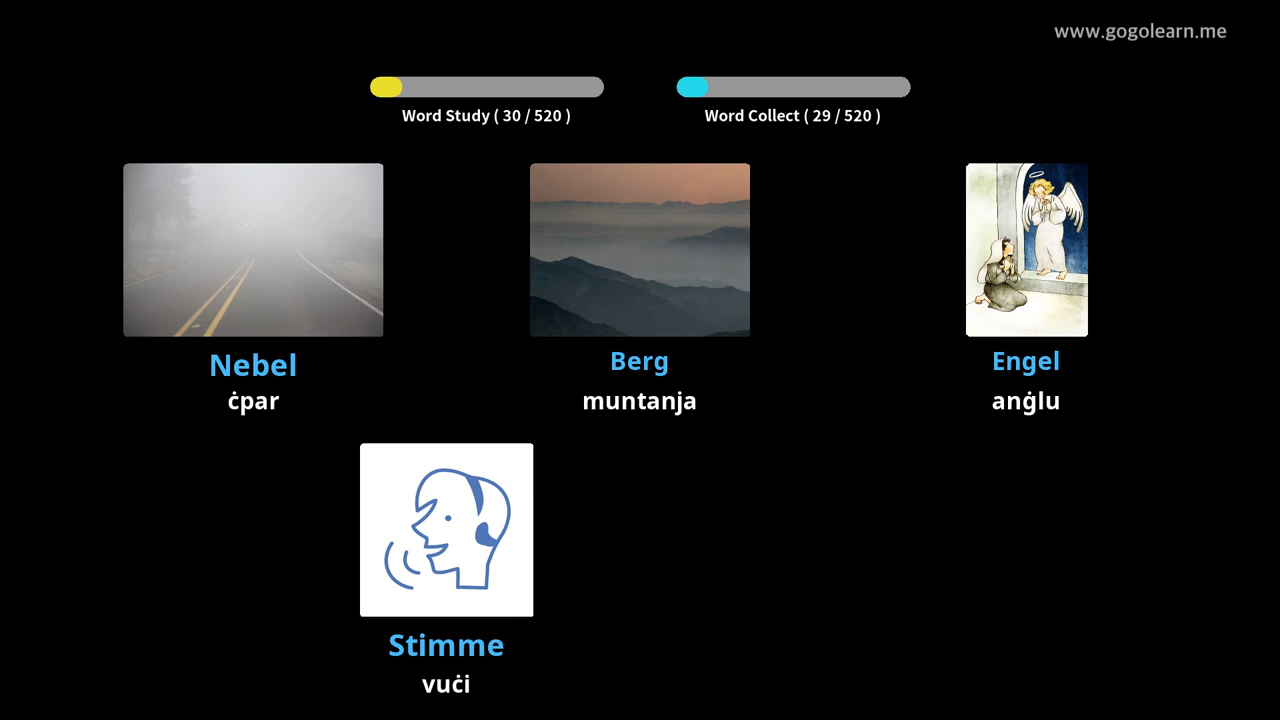 www.gogolearn.me
Word Study ( 30 / 520 )
Word Collect ( 29 / 520 )
Nebel
ċpar
Berg
muntanja
Engel
anġlu
Stimme
vuċi